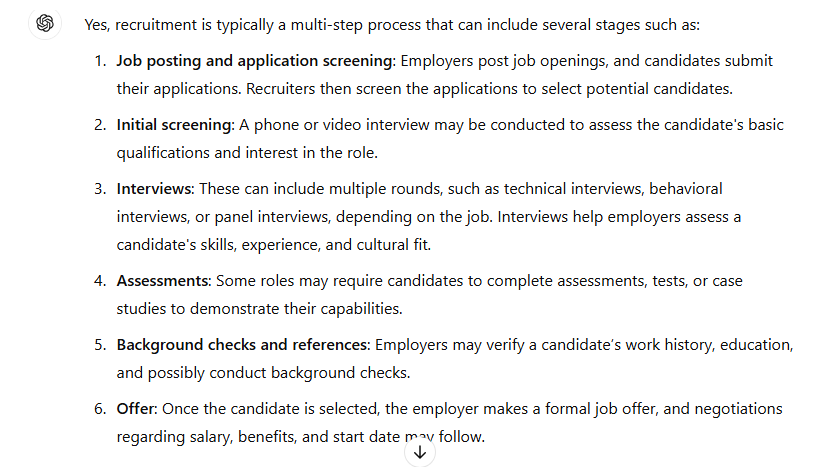 Yes, recruitment is typically a multi-step process that can include several stages such as:
1. Job posting and application screening: Employers post job openings, and candidates submit
their applications. Recruiters then screen the applications to select potential candidates.
2. Initial screening: A phone or video interview may be conducted to assess the candidate's basic
qualifications and interest in the role.
3. Interviews: These can include multiple rounds, such as technical interviews, behavioral
interviews, or panel interviews, depending on the job. Interviews help employers assess a
candidate's skills, experience, and cultural fit.
4. Assessments: Some roles may require candidates to complete assessments, tests, or case
studies to demonstrate their capabilities.
5. Background checks and references: Employers may verify a candidate's work history, education,
and possibly conduct background checks.
6. Offer: Once the candidate is selected, the employer makes a formal job offer, and negotiations
regarding salary, benefits, and start date may follow.